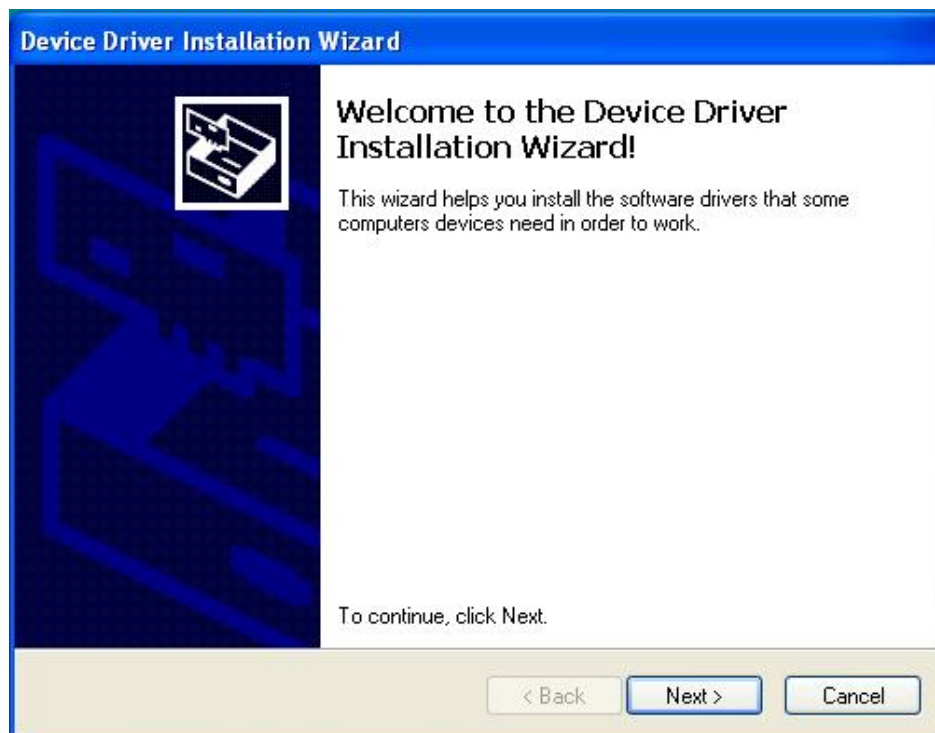 Device Driver Installation Wizard
Welcome to the Device Driver
Installation Wizard!
This wizard helps you install the software drivers that some
computers devices need in order to work.
To continue, click Next.
< Back Next > Cancel